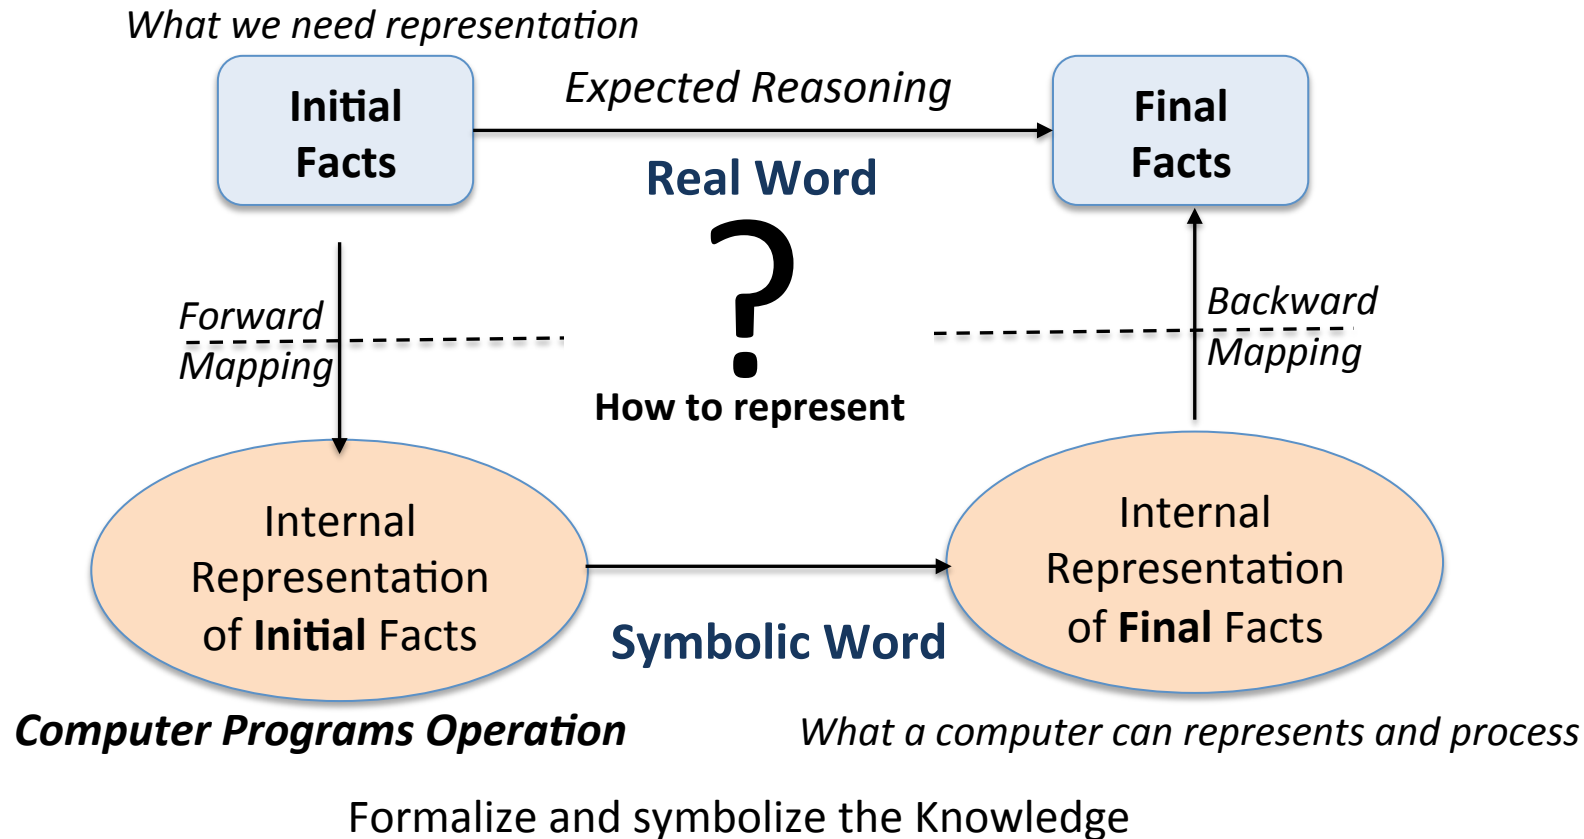 What we need representation
Initial
Facts
Expected Reasoning
Final
Facts
Real Word
?
Forward
Mapping
Backward
Mapping
How to represent
Internal
Representation
of Initial Facts
Internal
Representation
of Final Facts
Symbolic Word
Computer Programs Operation
What a computer can represents and process
Formalize and symbolize the Knowledge